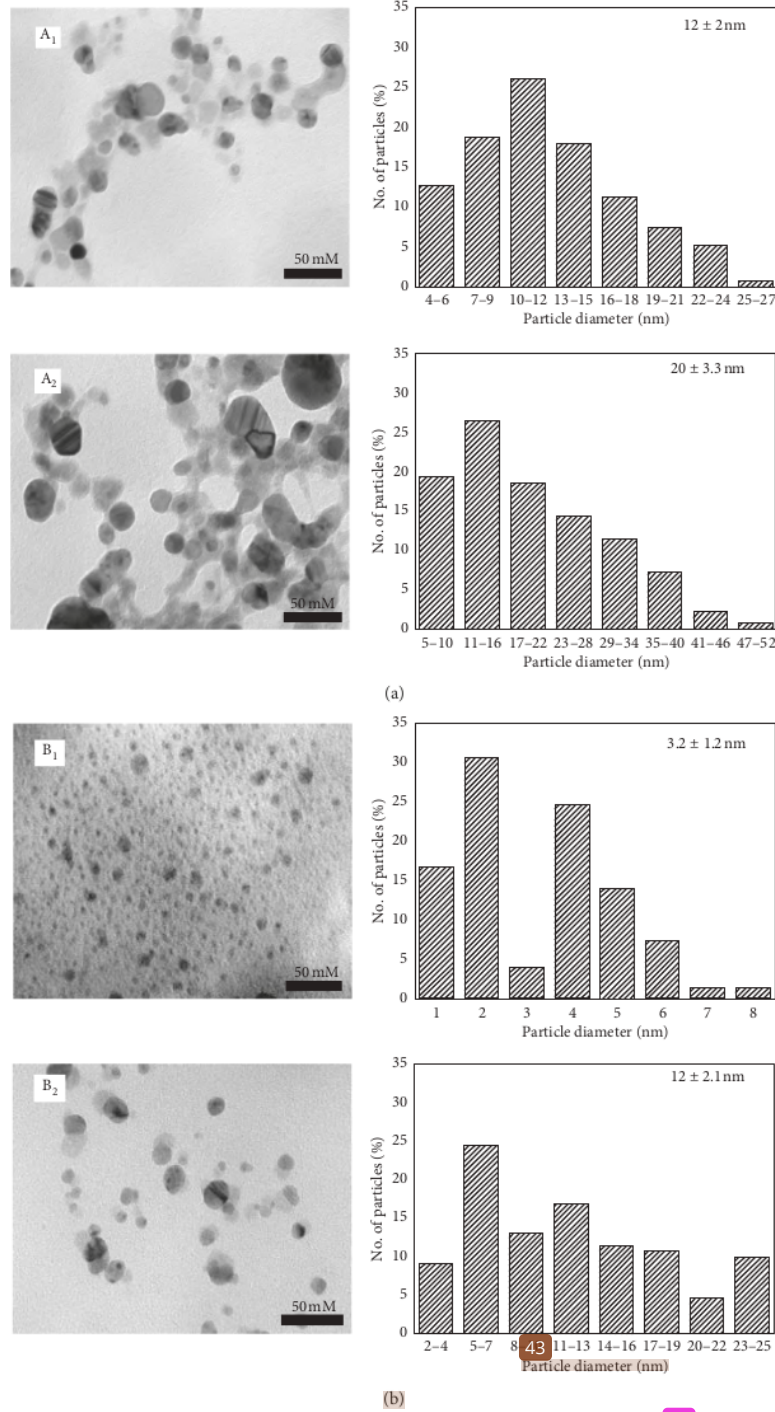 A1
50 mM
35
30
25
20
15
10
5
0
No. of particles (%)
12 ± 2 nm
4–6 7–9 10–12 13–15 16–18 19–21 22–24 25–27
Particle diameter (nm)
A2
50 mM
35
30
25
20
15
10
5
0
No. of particles (%)
20 ± 3.3 nm
5–10 11–16 17–22 23–28 29–34 35–40 41–46 47–52
Particle diameter (nm)
(a)
B1
50 mM
35
30
25
20
15
10
5
0
No. of particles (%)
3.2 ± 1.2 nm
1 2 3 4 5 6 7 8
Particle diameter (nm)
B2
50 mM
35
30
25
20
15
10
5
0
No. of particles (%)
12 ± 2.1 nm
2–4 5–7 8 43 11–13 14–16 17–19 20–22 23–25
Particle diameter (nm)
(b)